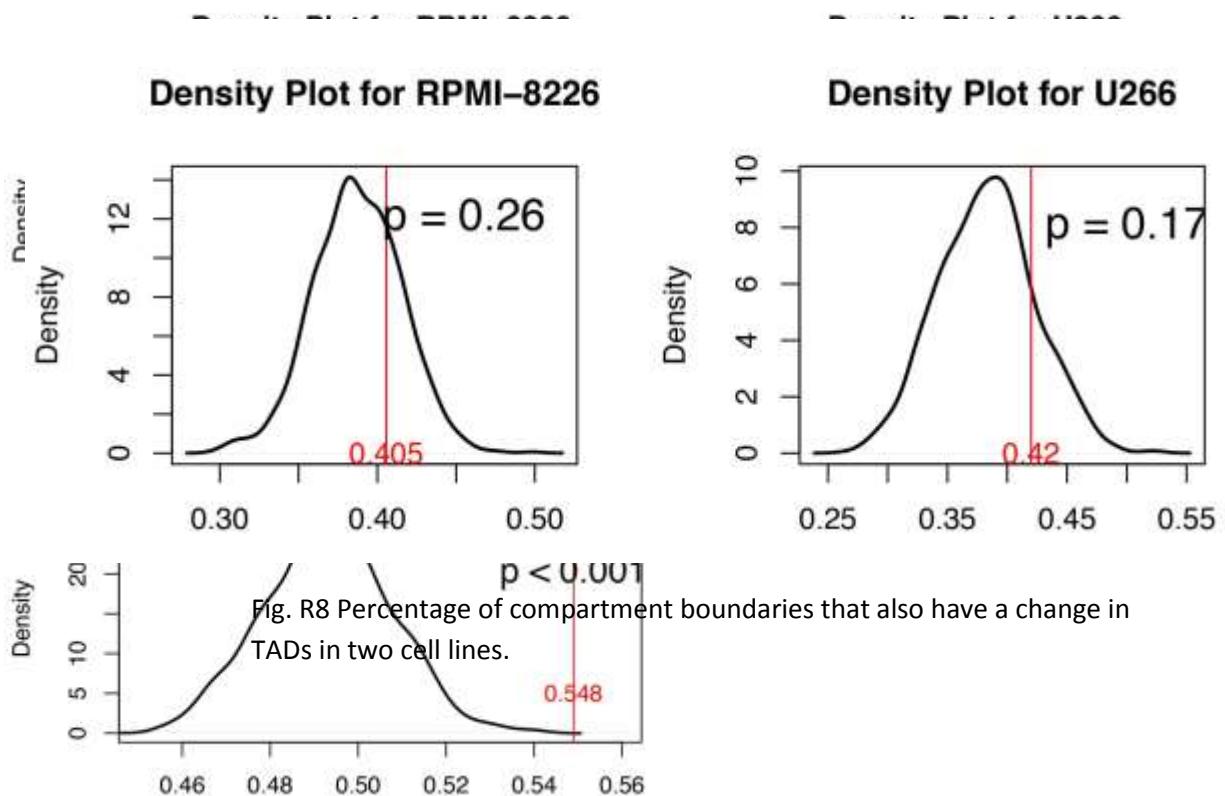 Density Plot for RPMI–8226
Density Plot for U266
Density
Density
12
8
4
0
p = 0.26
0.405
0.30 0.40 0.50
Density
10
8
6
4
2
0
p = 0.17
0.42
0.25 0.35 0.45 0.55
Density
20
10
5
0
p < 0.001
Fig. R8 Percentage of compartment boundaries that also have a change in
TADs in two cell lines.
0.548
0.46 0.48 0.50 0.52 0.54 0.56